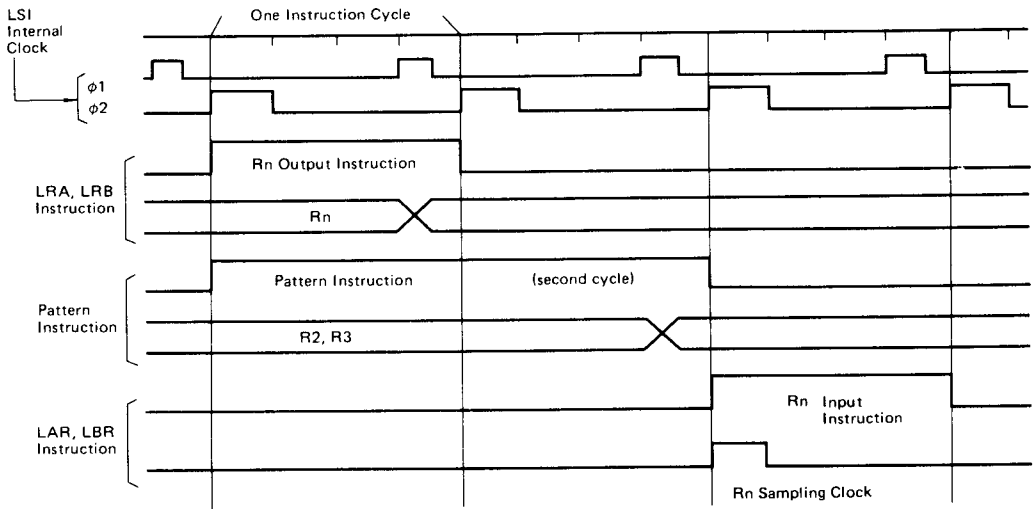 LSI
Internal
Clock
One Instruction Cycle
φ1
φ2
LRA, LRB
Instruction
Rn Output Instruction
Rn
Pattern
Instruction
Pattern Instruction
(second cycle)
R2, R3
LAR, LBR
Instruction
Rn Input
Instruction
Rn Sampling Clock